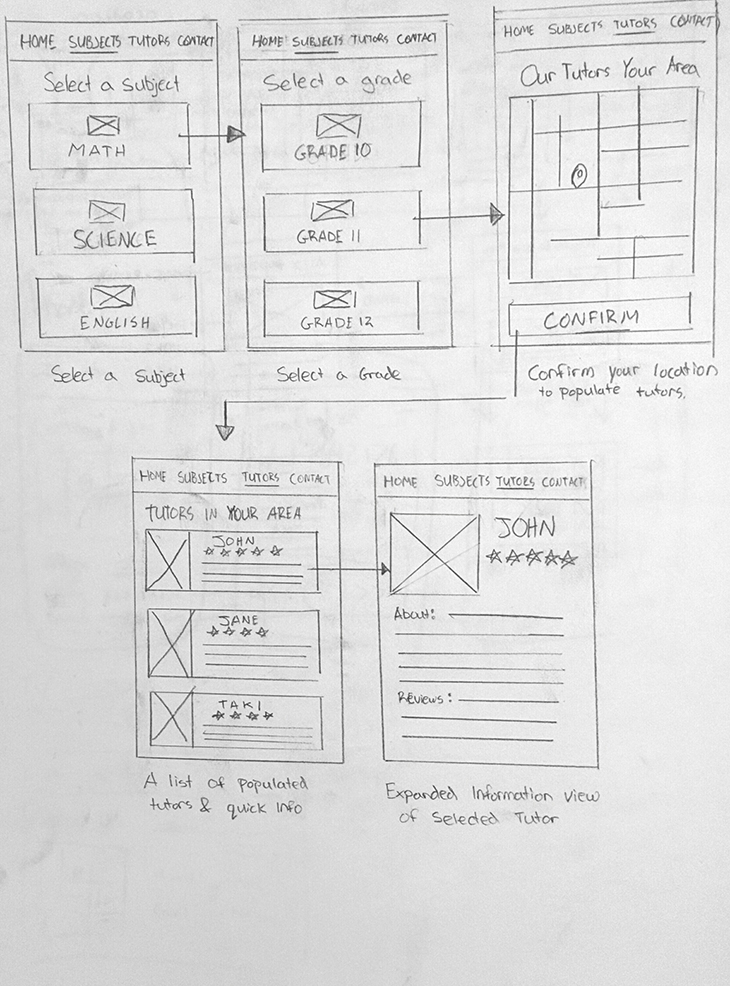 HOME SUBJECTS TUTORS CONTACT
Select a Subject
MATH
SCIENCE
ENGLISH
Select a Subject
HOME SUBJECTS TUTORS CONTACT
Select a grade
GRADE 10
GRADE 11
GRADE 12
Select a Grade
HOME SUBJECTS TUTORS CONTACT
Our Tutors Your Area
CONFIRM
Confirm your location
to populate tutors.
HOME SUBJECTS TUTORS CONTACT
TUTORS IN YOUR AREA
JOHN
JANE
TAKI
A list of populated
tutors & quick info
HOME SUBJECTS TUTORS CONTACT
JOHN
About:
Reviews:
Expanded Information view
of Selected Tutor